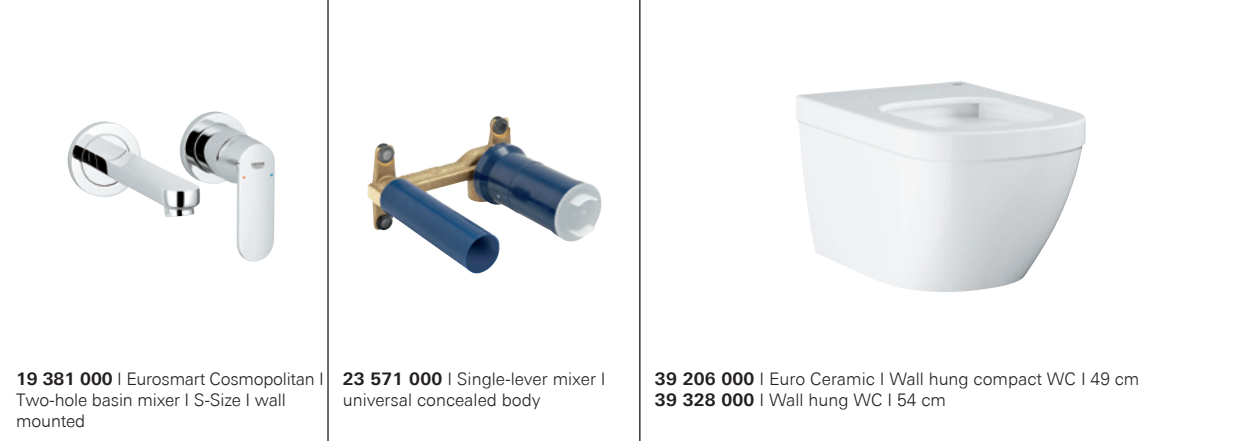 19 381 000 I Eurosmart Cosmopolitan I
Two-hole basin mixer I S-Size I wall
mounted
23 571 000 I Single-lever mixer I
universal concealed body
39 206 000 I Euro Ceramic I Wall hung compact WC I 49 cm
39 328 000 I Wall hung WC I 54 cm